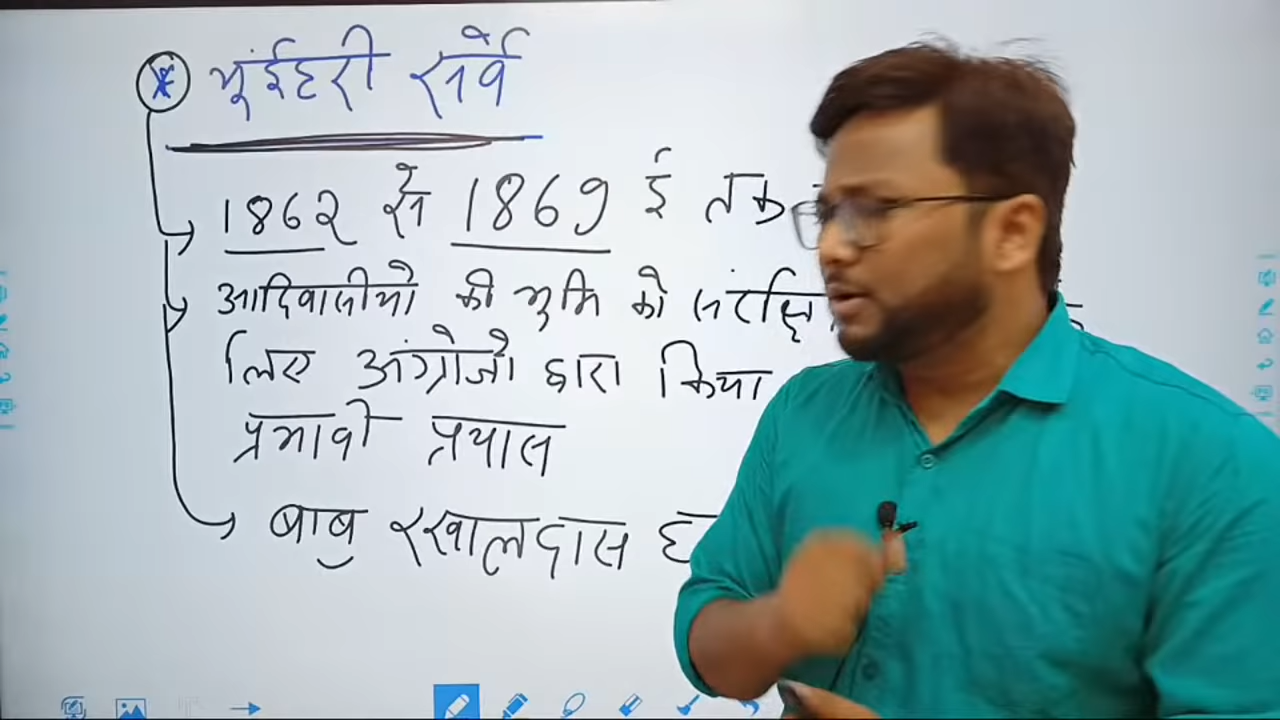 भूंईहरी सर्वे
1862 से 1869 ई तक
आदिवासीयो की भुमि को
लिए अंग्रेजो द्वारा किया
प्रभावी प्रयास
बाबु रखालदास